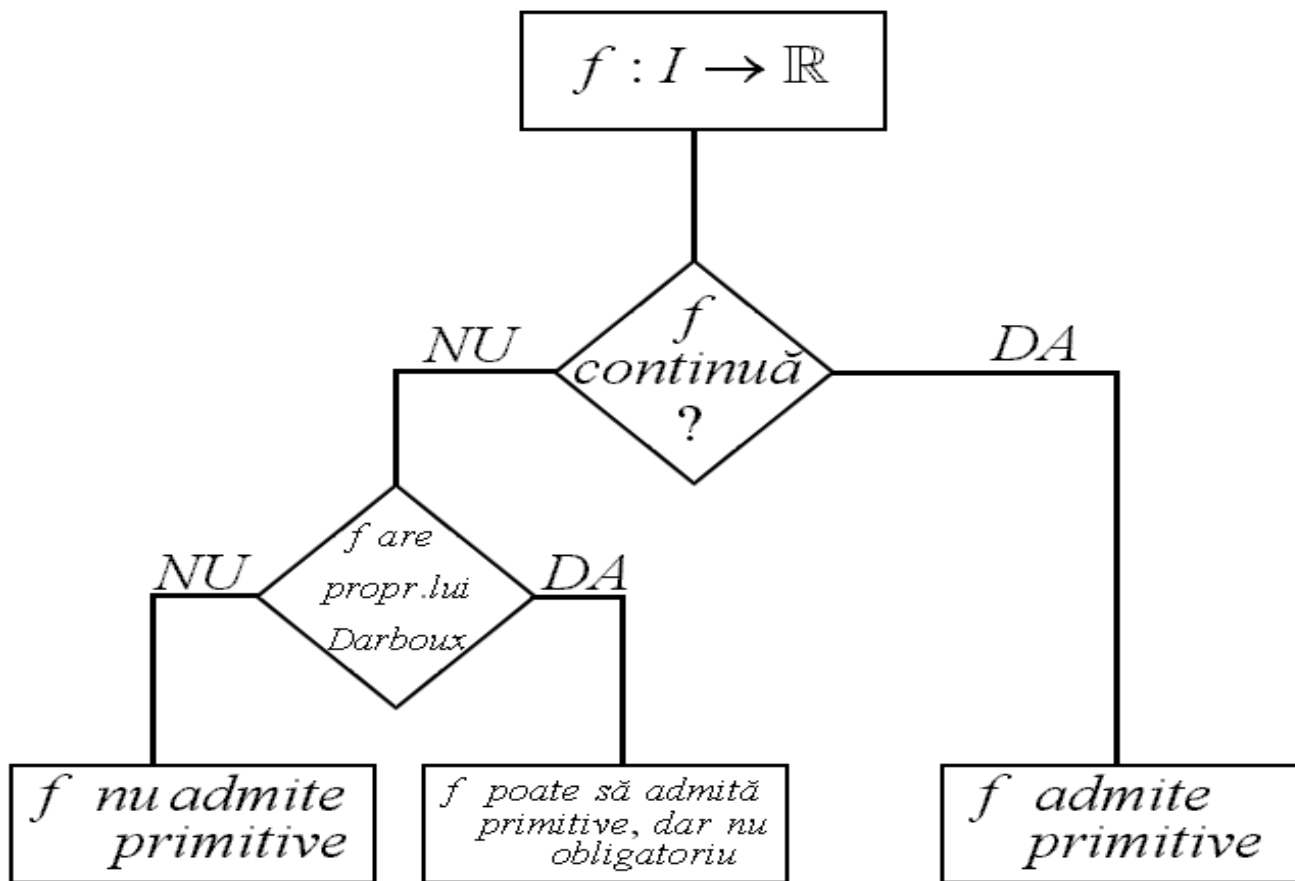 f : I → ℝ
f
continuă
?
NU
DA
f are
propr.lui
Darboux
NU
DA
f nu admite
primitive
f poate să admită
primitive, dar nu
obligatoriu
f admite
primitive